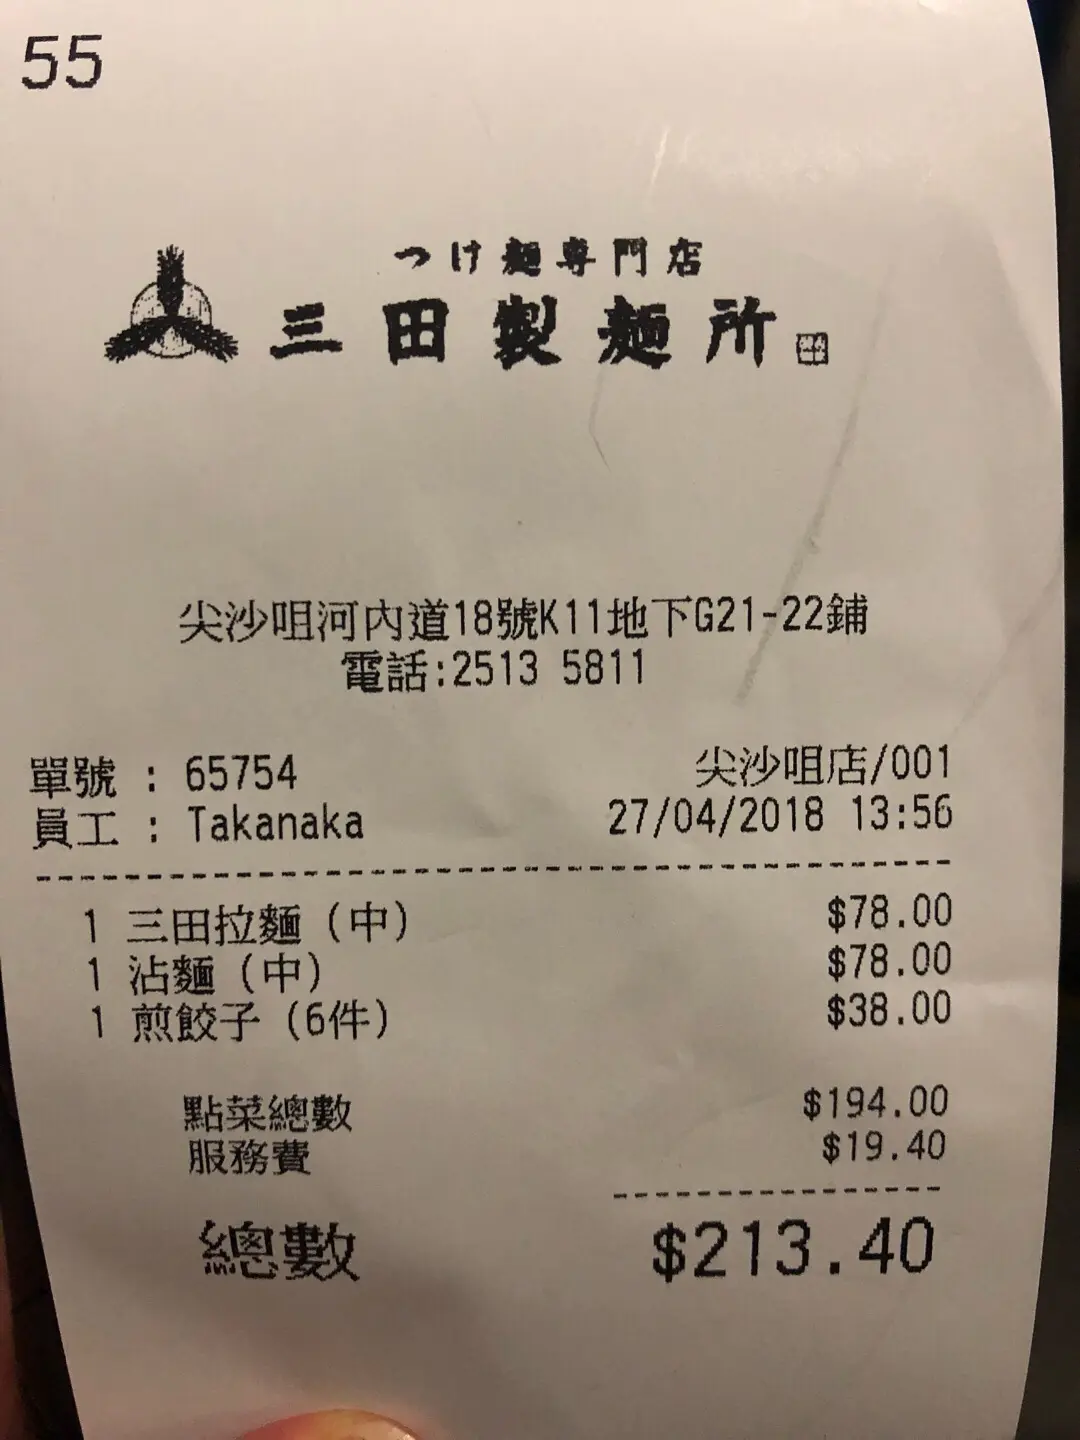 55
つけ麺専門店
三田製麺所
尖沙咀河內道18號K11地下G21-22鋪
電話:2513 5811
單號 : 65754 尖沙咀店/001
員工 : Takanaka 27/04/2018 13:56
1 三田拉麵 (中) $78.00
1 沾麵 (中) $78.00
1 煎餃子 (6件) $38.00
點菜總數 $194.00
服務費 $19.40
總數 $213.40